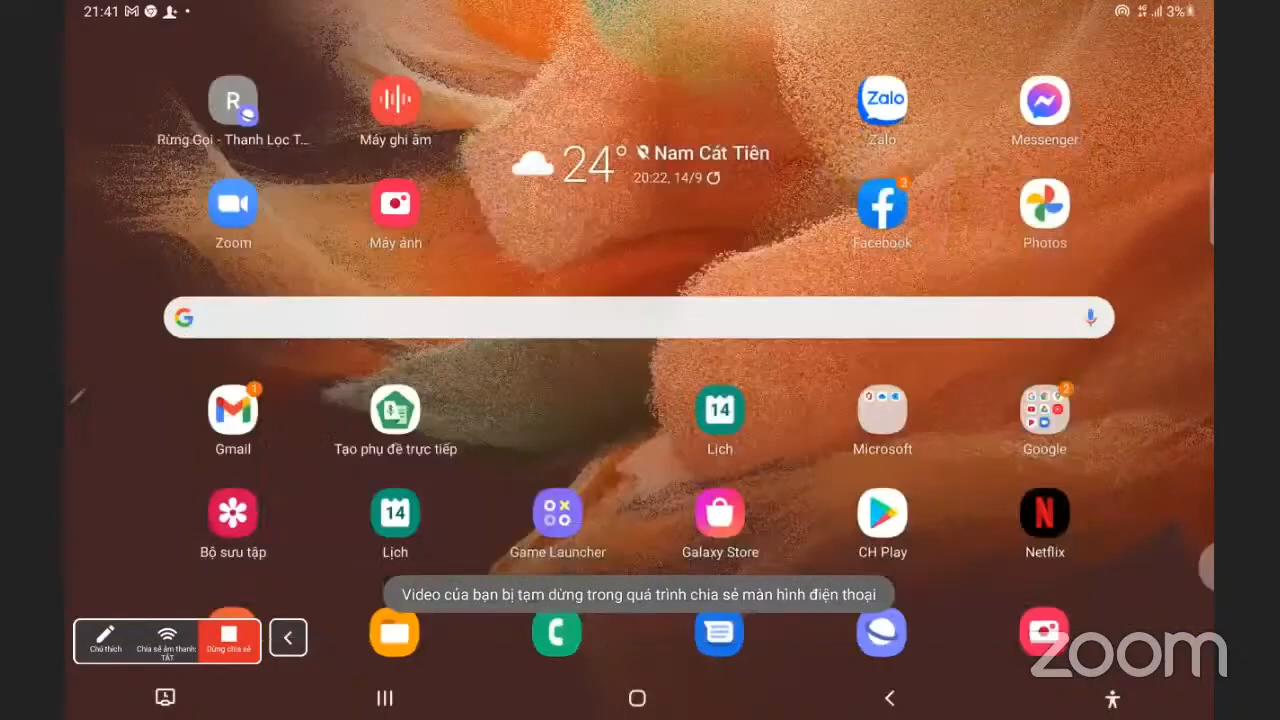 21:41
3%
R
Rừng Gọi - Thanh Lọc T...
Máy ghi âm
Zalo
Zalo
Messenger
24°
Nam Cát Tiên
20:22, 14/9
Zoom
Máy ảnh
3
Facebook
Photos
1
Gmail
Tạo phụ đề trực tiếp
14
Lịch
Microsoft
2
Google
Bộ sưu tập
14
Lịch
Game Launcher
Galaxy Store
CH Play
N
Netflix
Video của bạn bị tạm dừng trong quá trình chia sẻ màn hình điện thoại
Chú thích
Chia sẻ âm thanh:
TẮT
Dừng chia sẻ
zoom